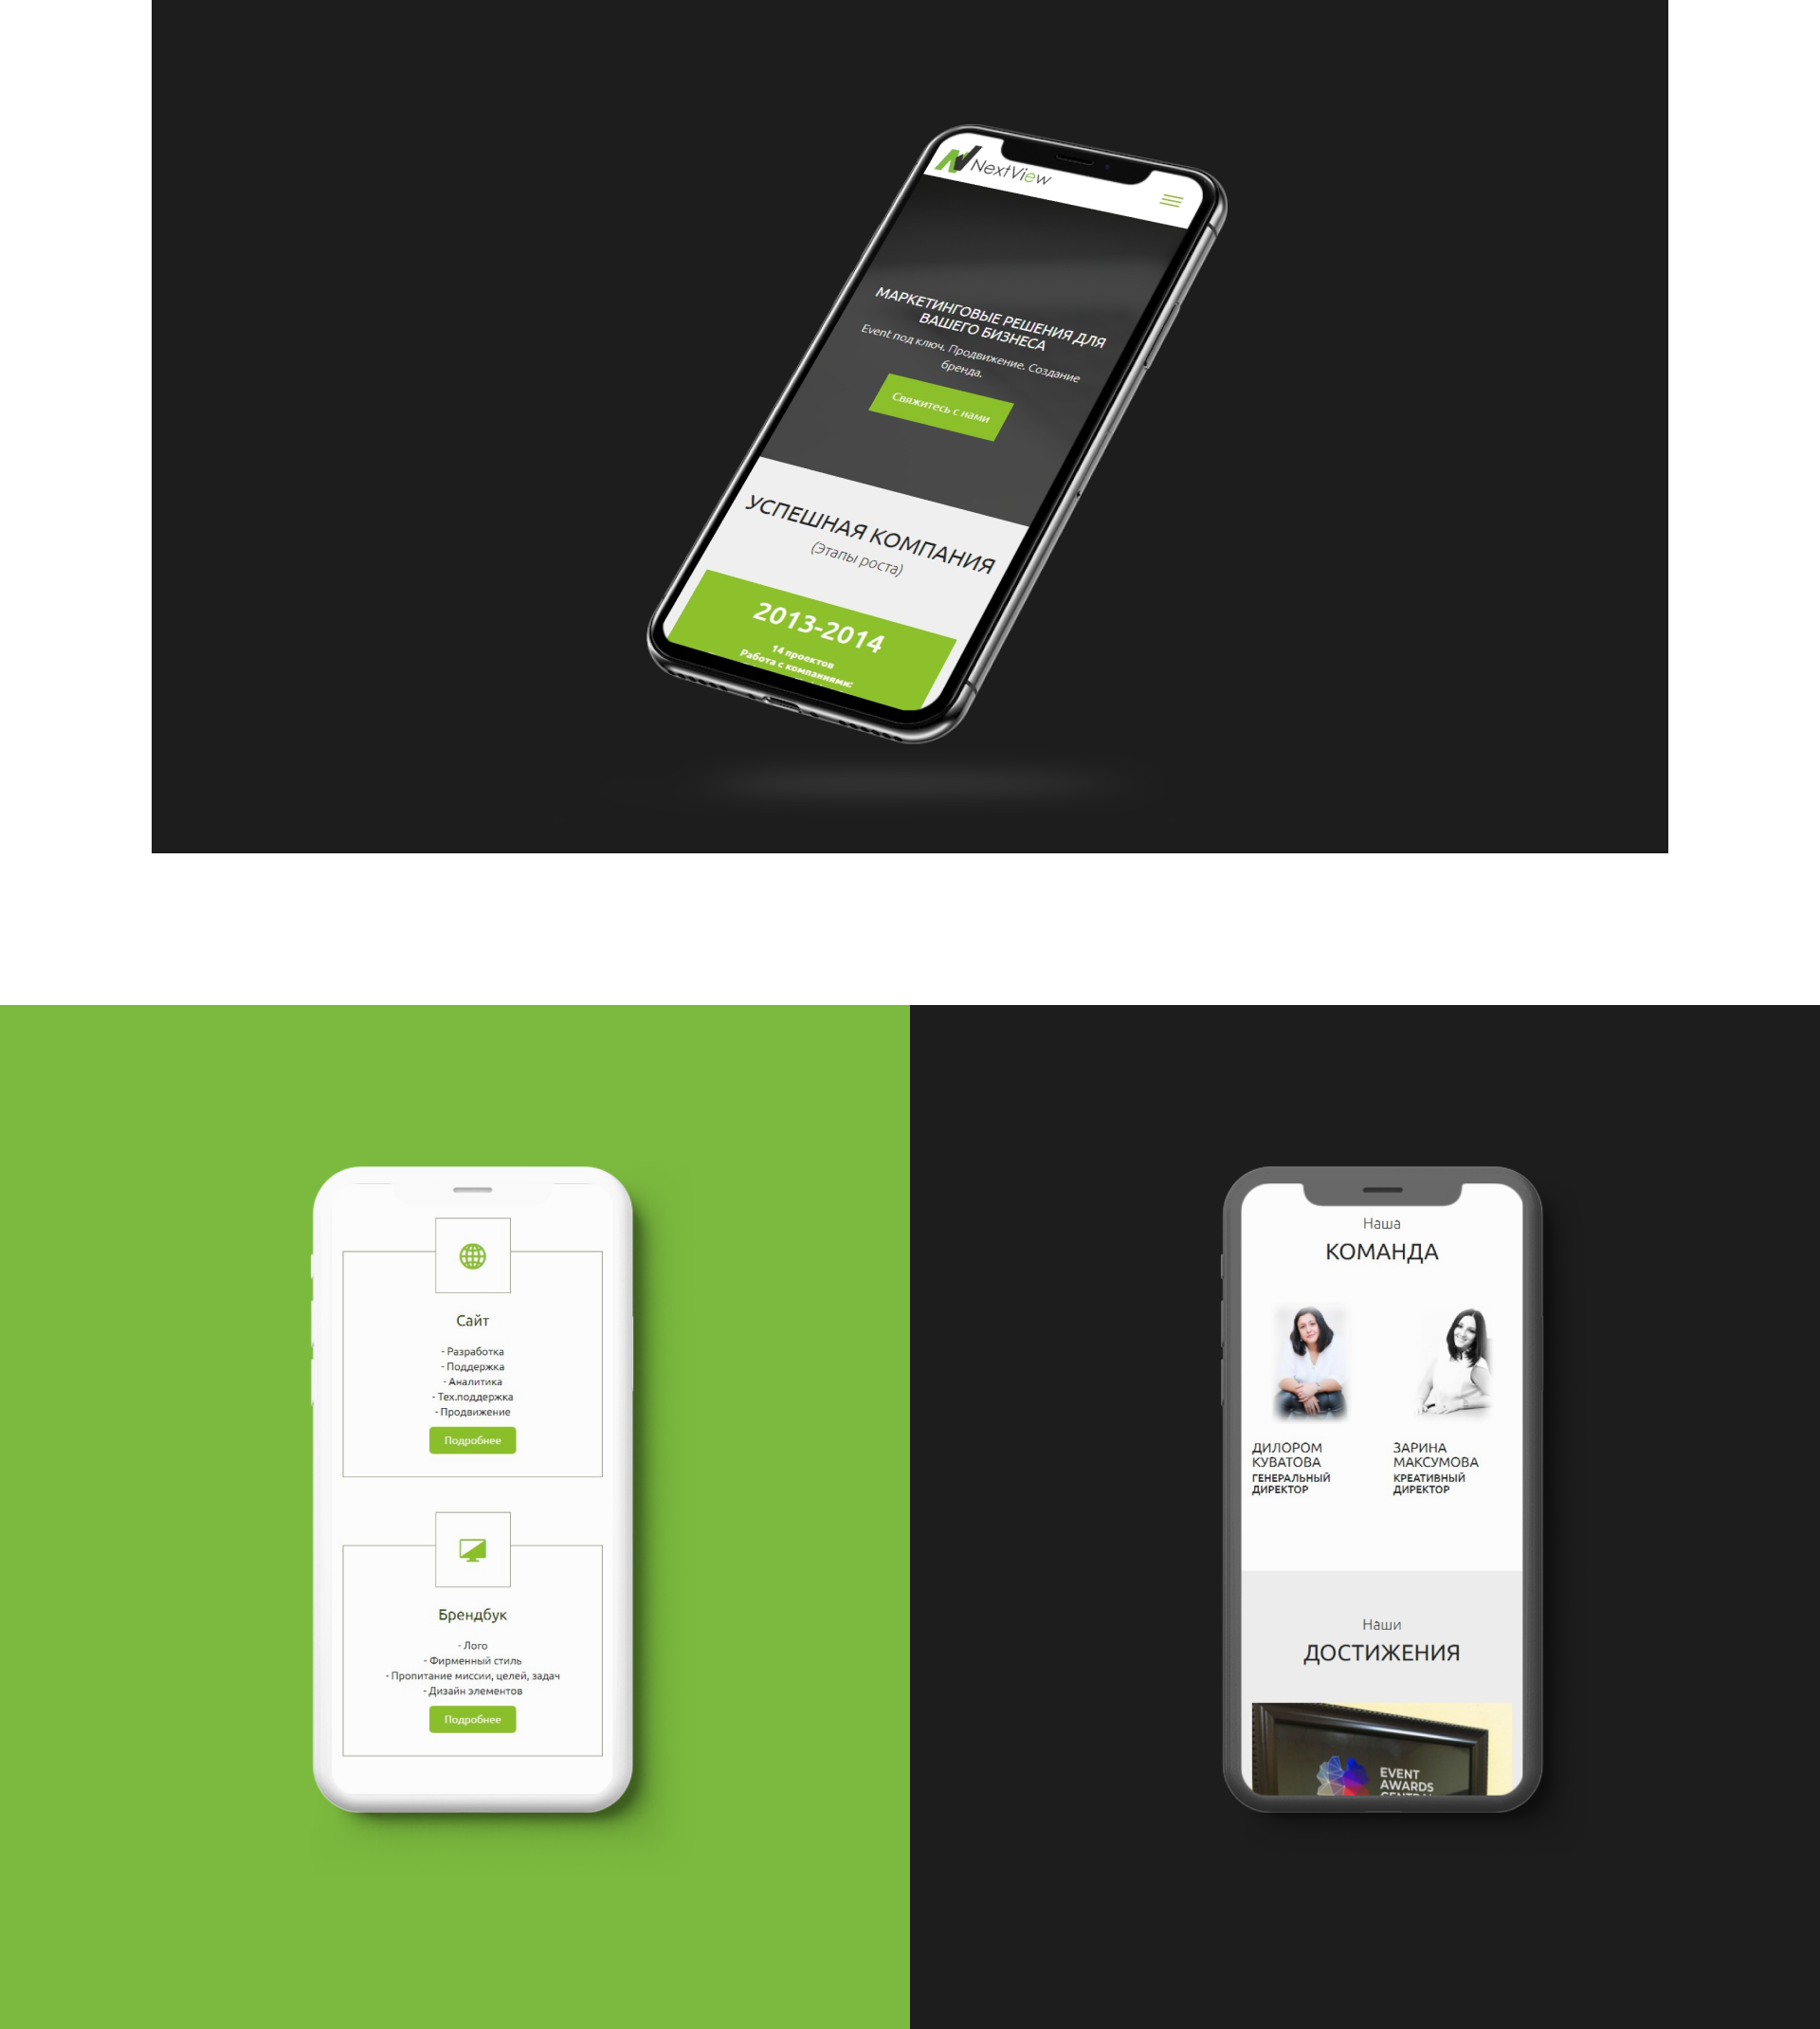 NextView
МАРКЕТИНГОВЫЕ РЕШЕНИЯ ДЛЯ
ВАШЕГО БИЗНЕСА
Event под ключ. Продвижение. Создание
бренда.
Свяжитесь с нами
УСПЕШНАЯ КОМПАНИЯ
(Этапы роста)
2013-2014
14 проектов
Работа с компаниями:
Сайт
- Разработка
- Поддержка
- Аналитика
- Тех.поддержка
- Продвижение
Подробнее
Брендбук
- Лого
- Фирменный стиль
- Пропитание миссии, целей, задач
- Дизайн элементов
Подробнее
Наша
КОМАНДА
ДИЛОРОМ
КУВАТОВА
ГЕНЕРАЛЬНЫЙ
ДИРЕКТОР
ЗАРИНА
МАКСУМОВА
КРЕАТИВНЫЙ
ДИРЕКТОР
Наши
ДОСТИЖЕНИЯ
EVENT
AWARDS